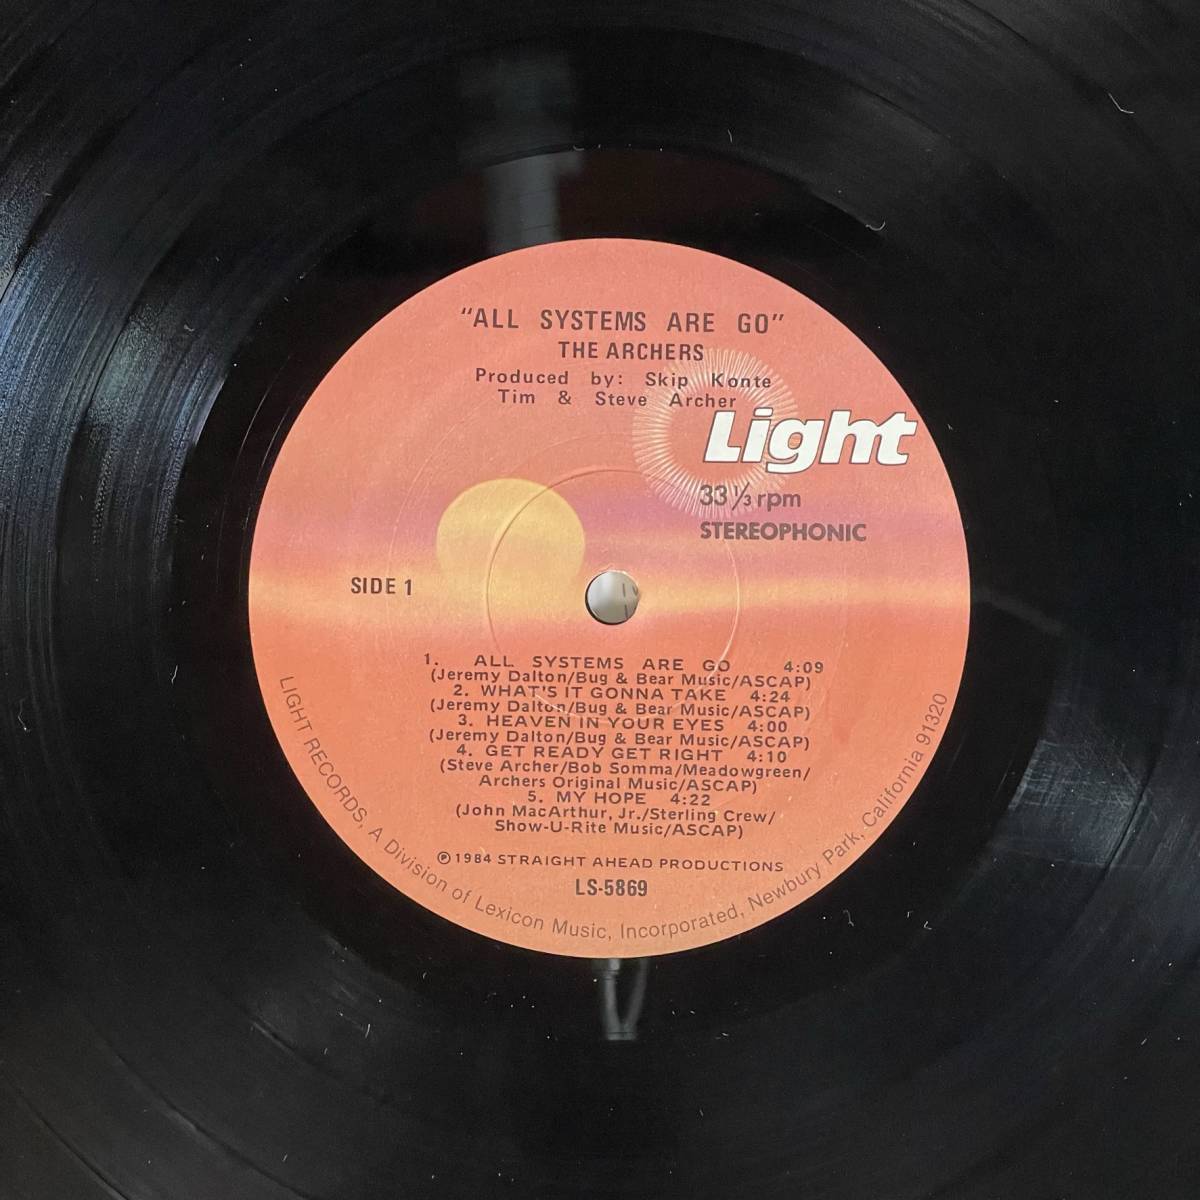 "ALL SYSTEMS ARE GO"
THE ARCHERS
Produced by: Skip Konte
Tim & Steve Archer
Light
33 1/3 rpm
STEREOPHONIC
SIDE 1
1. ALL SYSTEMS ARE GO 4:09
(Jeremy Dalton/Bug & Bear Music/ASCAP)
2. WHAT'S IT GONNA TAKE 4:24
(Jeremy Dalton/Bug & Bear Music/ASCAP)
3. HEAVEN IN YOUR EYES 4:00
(Jeremy Dalton/Bug & Bear Music/ASCAP)
4. GET READY GET RIGHT 4:10
(Steve Archer/Bob Somma/Meadowgreen/
Archers Original Music/ASCAP)
5. MY HOPE 4:22
(John MacArthur, Jr./Sterling Crew/
Show-U-Rite Music/ASCAP)
℗ 1984 STRAIGHT AHEAD PRODUCTIONS
LS-5869
LIGHT RECORDS, A Division of Lexicon Music, Incorporated, Newbury Park, California 91320